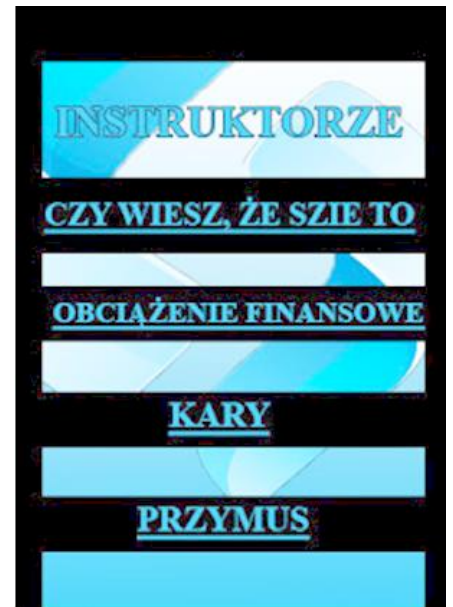 INSTRUKTORZE
CZY WIESZ, ŻE SZIE TO
OBCIĄŻENIE FINANSOWE
KARY
PRZYMUS